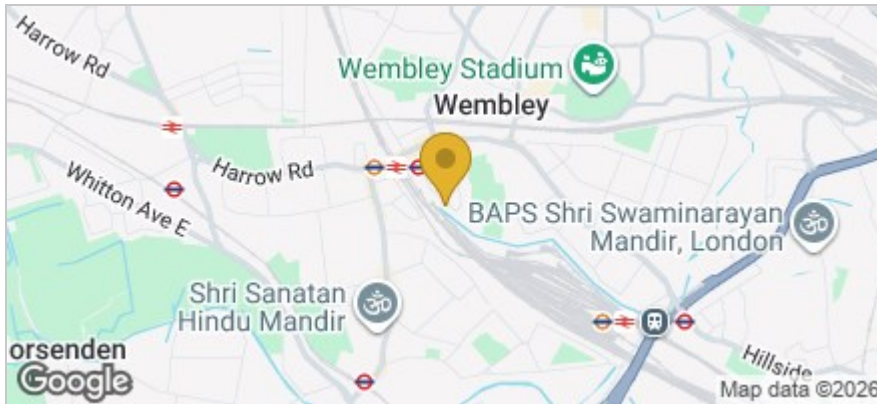 Harrow Rd
Wembley Stadium
Wembley
Harrow Rd
Whitton Ave E
BAPS Shri Swaminarayan
Mandir, London
Shri Sanatan
Hindu Mandir
orsenden
Google
Hillside
Map data ©2026